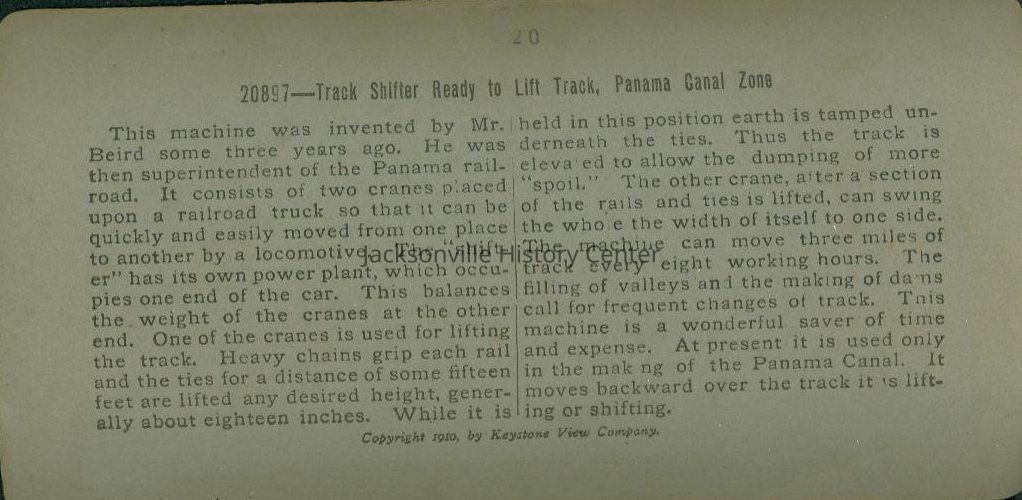 20
20897—Track Shifter Ready to Lift Track, Panama Canal Zone
This machine was invented by Mr.
Beird some three years ago. He was
then superintendent of the Panama rail-
road. It consists of two cranes placed
upon a railroad truck so that it can be
quickly and easily moved from one place
to another by a locomotive. The "shift-
er" has its own power plant, which occu-
pies one end of the car. This balances
the weight of the cranes at the other
end. One of the cranes is used for lifting
the track. Heavy chains grip each rail
and the ties for a distance of some fifteen
feet are lifted any desired height, gener-
ally about eighteen inches. While it is
held in this position earth is tamped un-
derneath the ties. Thus the track is
eleva ed to allow the dumping of more
"spoil." The other crane, after a section
of the rails and ties is lifted, can swing
the who e the width of itself to one side.
The machine can move three miles of
track every eight working hours. The
filling of valleys and the making of dams
call for frequent changes of track. This
machine is a wonderful saver of time
and expense. At present it is used only
in the mak ng of the Panama Canal. It
moves backward over the track it is lift-
ing or shifting.
Copyright 1910, by Keystone View Company.
Jacksonville History Center